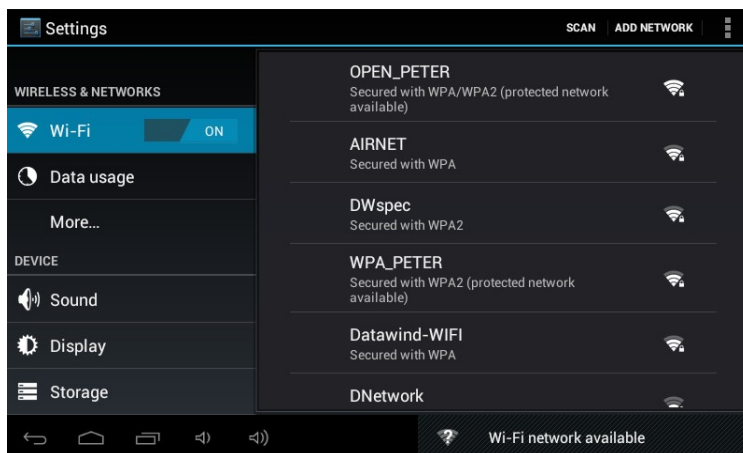 Settings
SCAN
ADD NETWORK
WIRELESS & NETWORKS
Wi-Fi
ON
Data usage
More...
DEVICE
Sound
Display
Storage
OPEN_PETER
Secured with WPA/WPA2 (protected network
available)
AIRNET
Secured with WPA
DWspec
Secured with WPA2
WPA_PETER
Secured with WPA2 (protected network
available)
Datawind-WIFI
Secured with WPA
DNetwork
Wi-Fi network available